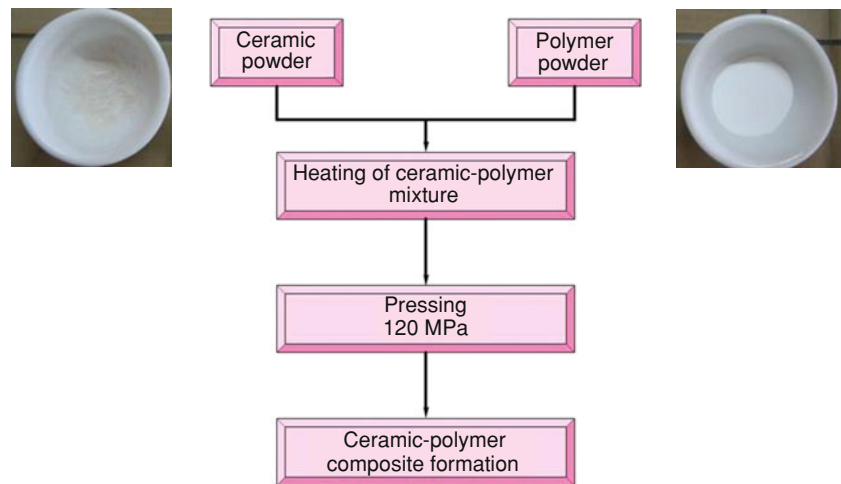 Ceramic
powder
Polymer
powder
Heating of ceramic-polymer
mixture
Pressing
120 MPa
Ceramic-polymer
composite formation